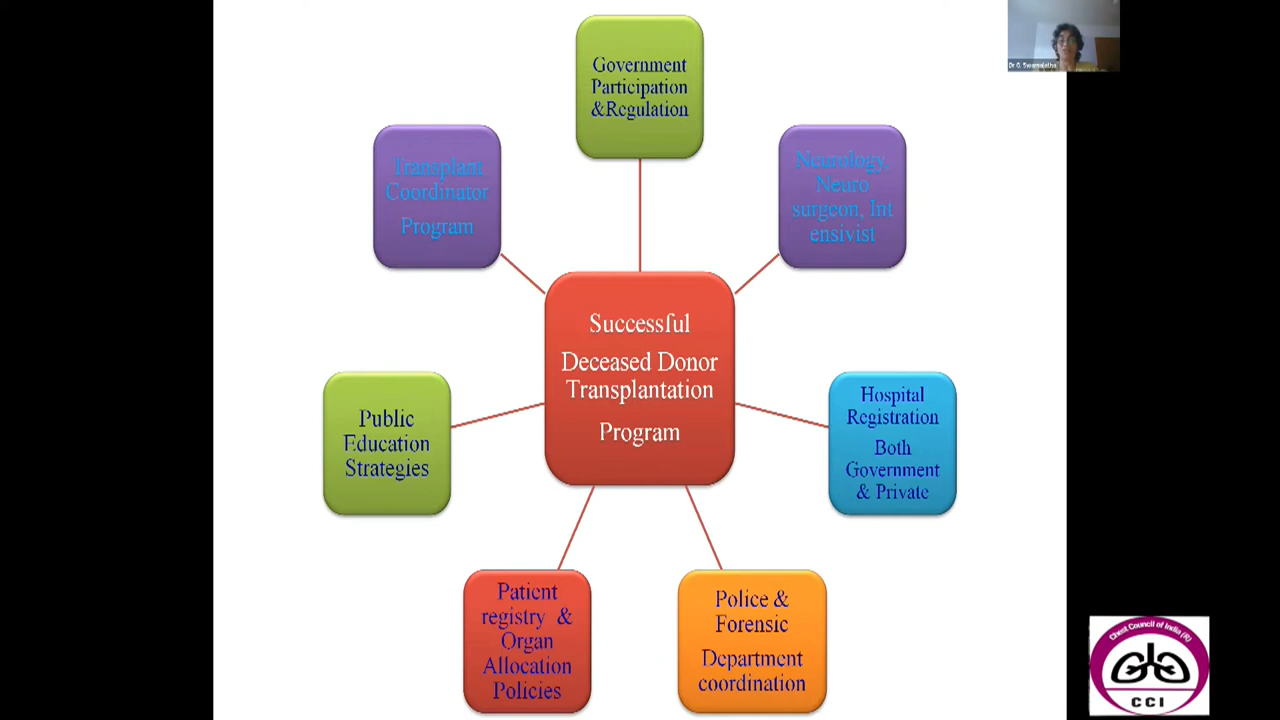 Government
Participation
&Regulation
Neurology,
Neuro
surgeon, Int
ensivist
Hospital
Registration
Both
Government
& Private
Police &
Forensic
Department
coordination
Patient
registry & 
Organ
Allocation
Policies
Public
Education
Strategies
Transplant
Coordinator
Program
Successful
Deceased Donor
Transplantation
Program
Dr G. Swarnalatha
Chest Council of India (R)
CCI